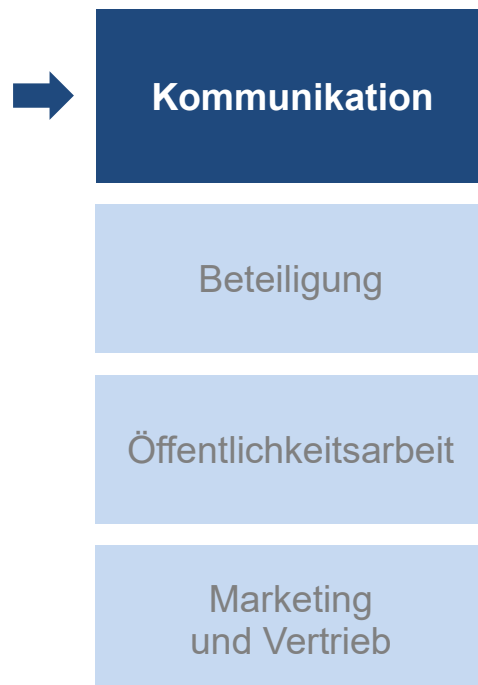 Kommunikation
Beteiligung
Öffentlichkeitsarbeit
Marketing
und Vertrieb